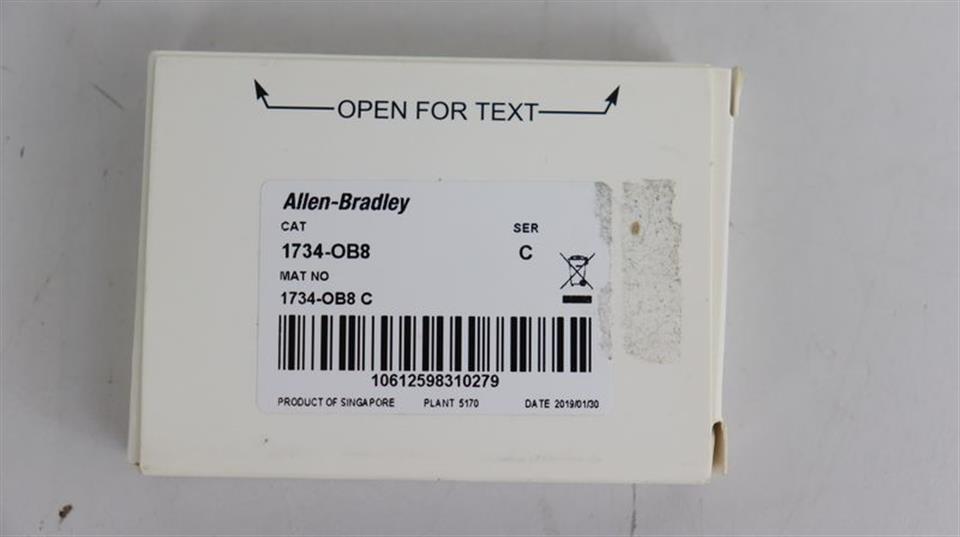 OPEN FOR TEXT
Allen-Bradley
CAT SER
1734-OB8 C
MAT NO
1734-OB8 C
10612598310279
PRODUCT OF SINGAPORE PLANT 5170 DATE 2019/01/30